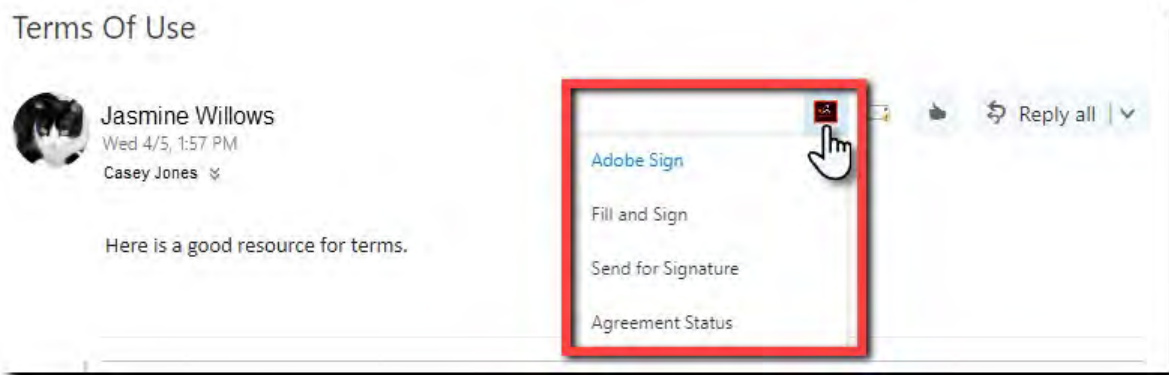 Terms Of Use
Jasmine Willows
Wed 4/5, 1:57 PM
Casey Jones
Here is a good resource for terms.
Reply all
Adobe Sign
Fill and Sign
Send for Signature
Agreement Status